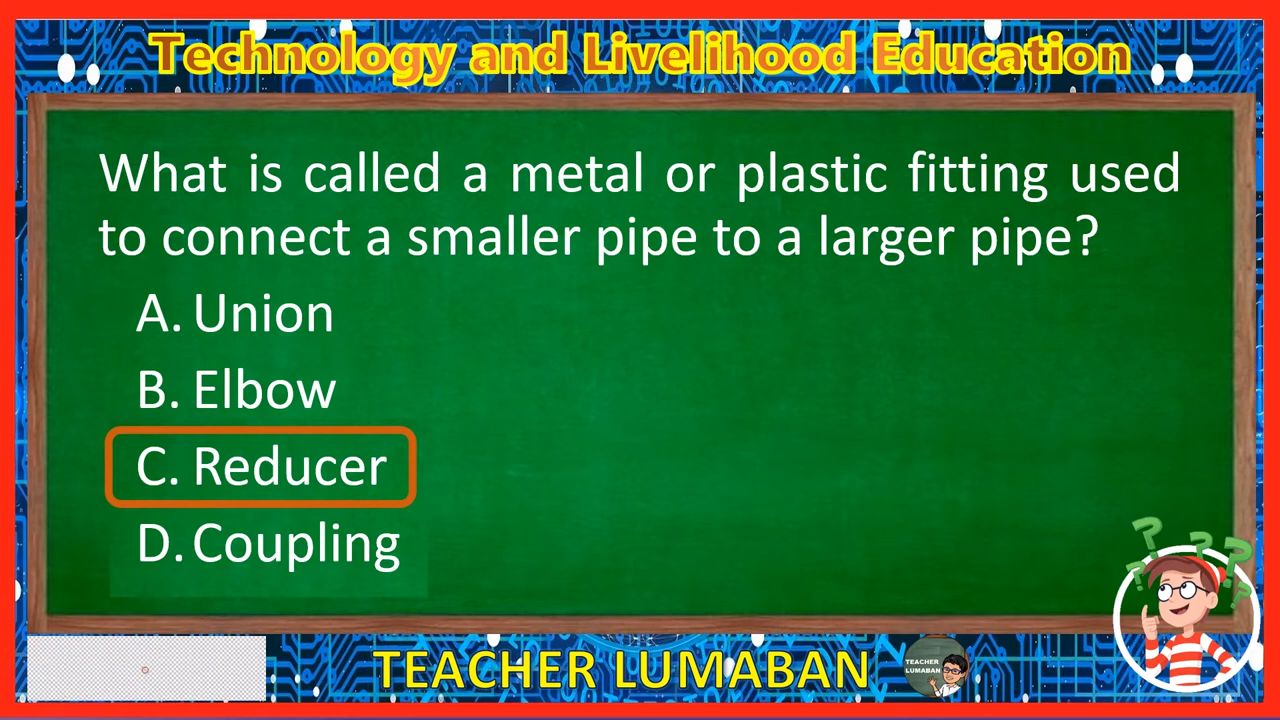 Technology and Livelihood Education
What is called a metal or plastic fitting used
to connect a smaller pipe to a larger pipe?
A. Union
B. Elbow
C. Reducer
D. Coupling
TEACHER LUMABAN
TEACHER
LUMABAN